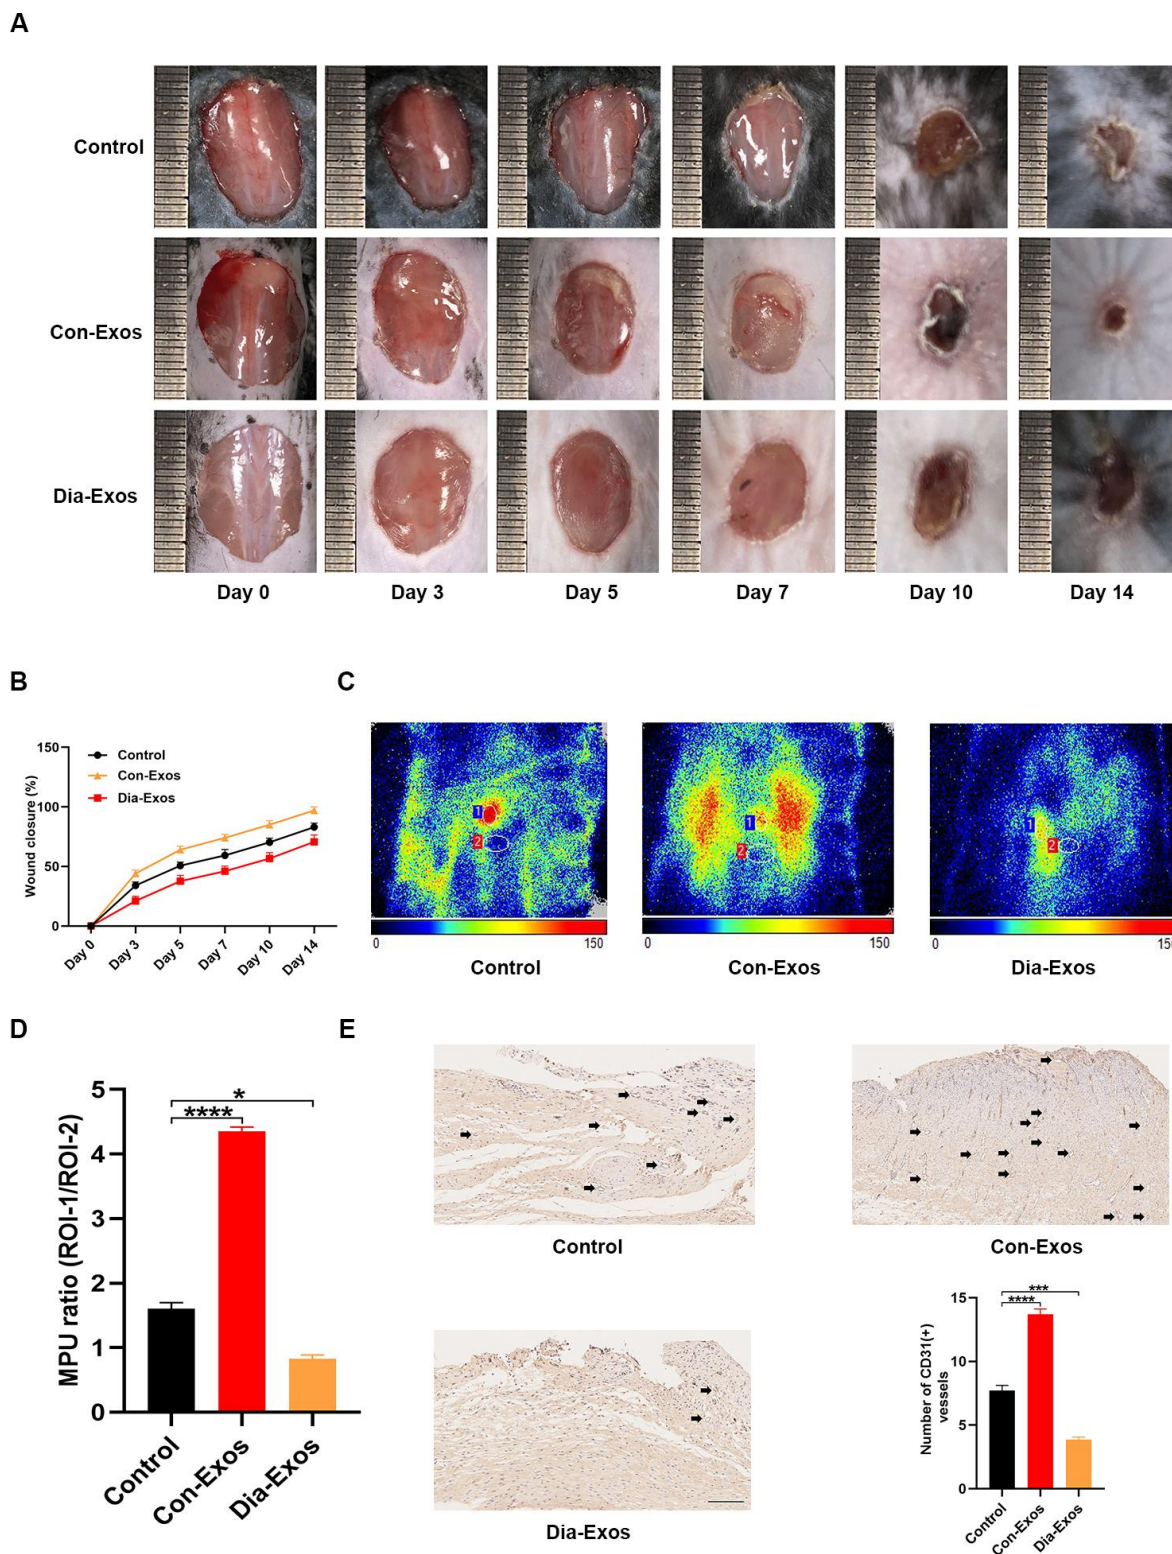 A
Control
Con-Exos
Dia-Exos
Day 0 Day 3 Day 5 Day 7 Day 10 Day 14
B
Wound closure (%)
150
100
50
0
Control
Con-Exos
Dia-Exos
Day 0 Day 3 Day 5 Day 7 Day 10 Day 14
C
1
2
0 150
Control
1
2
0 150
Con-Exos
1
2
0 15
Dia-Exos
D
MPU ratio (ROI-1/ROI-2)
5
4
3
2
1
0
****
*
Control Con-Exos Dia-Exos
E
Control
Con-Exos
Dia-Exos
Number of CD31(+)
vessels
15
10
5
0
***
****
Control Con-Exos Dia-Exos